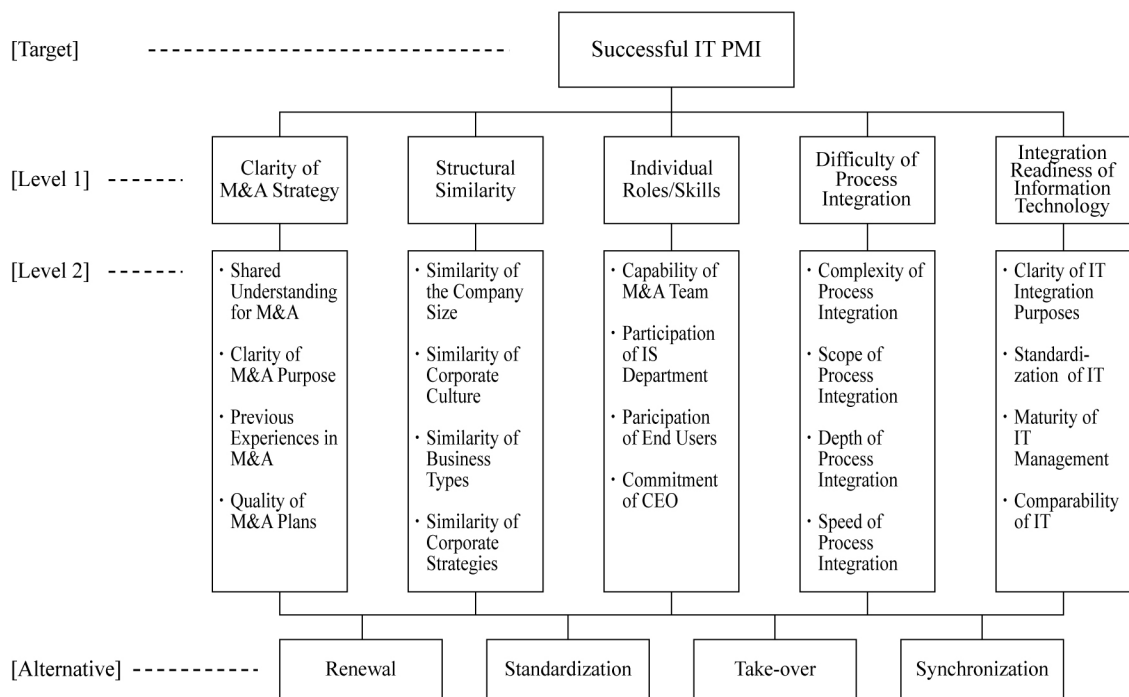 [Target]
Successful IT PMI
[Level 1]
Clarity of
M&A Strategy
Structural
Similarity
Individual
Roles/Skills
Difficulty of
Process
Integration
Integration
Readiness of
Information
Technology
[Level 2]
・ Shared
Understanding
for M&A
・ Clarity of
M&A Purpose
・ Previous
Experiences in
M&A
・ Quality of
M&A Plans
・ Similarity of
the Company
Size
・ Similarity of
Corporate
Culture
・ Similarity of
Business
Types
・ Similarity of
Corporate
Strategies
・ Capability of
M&A Team
・ Participation
of IS
Department
・ Paricipation
of End Users
・ Commitment
of CEO
・ Complexity of
Process
Integration
・ Scope of
Process
Integration
・ Depth of
Process
Integration
・ Speed of
Process
Integration
・ Clarity of IT
Integration
Purposes
・ Standardi-
zation of IT
・ Maturity of
IT
Management
・ Comparability
of IT
[Alternative]
Renewal
Standardization
Take-over
Synchronization